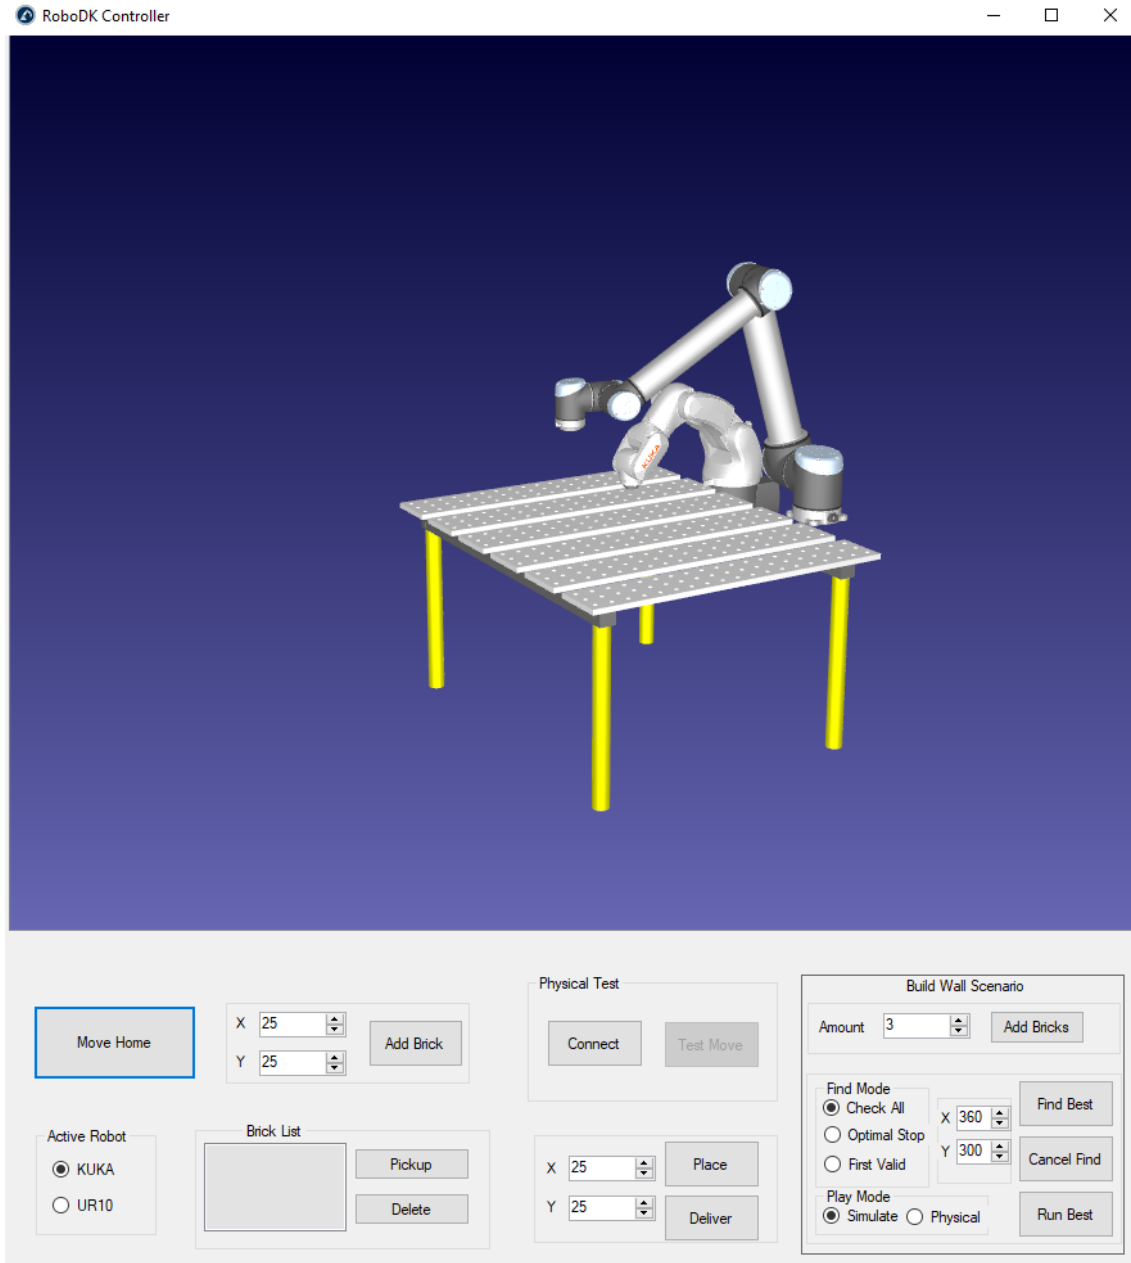 RoboDK Controller
KUKA
Move Home
X 25
Y 25
Add Brick
Physical Test
Connect
Test Move
Build Wall Scenario
Amount 3
Add Bricks
Active Robot
KUKA
UR10
Brick List
Pickup
Delete
X 25
Y 25
Place
Deliver
Find Mode
Check All
Optimal Stop
First Valid
X 360
Y 300
Find Best
Cancel Find
Play Mode
Simulate
Physical
Run Best